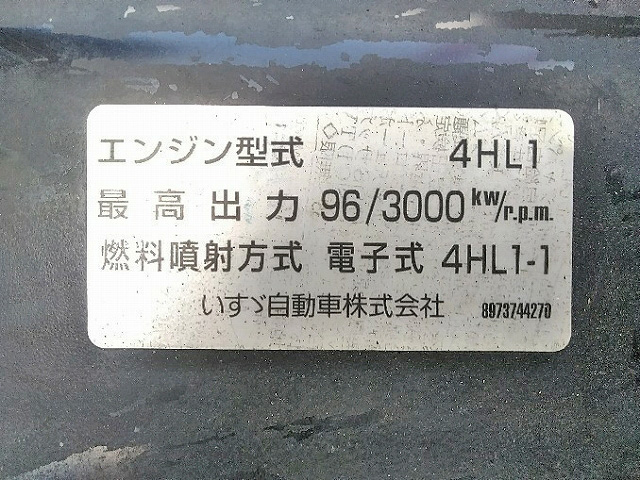 エンジン型式 4HL1
最高出力 96/3000 kw/r.p.m.
燃料噴射方式 電子式 4HL1-1
いすゞ自動車株式会社 8973744270